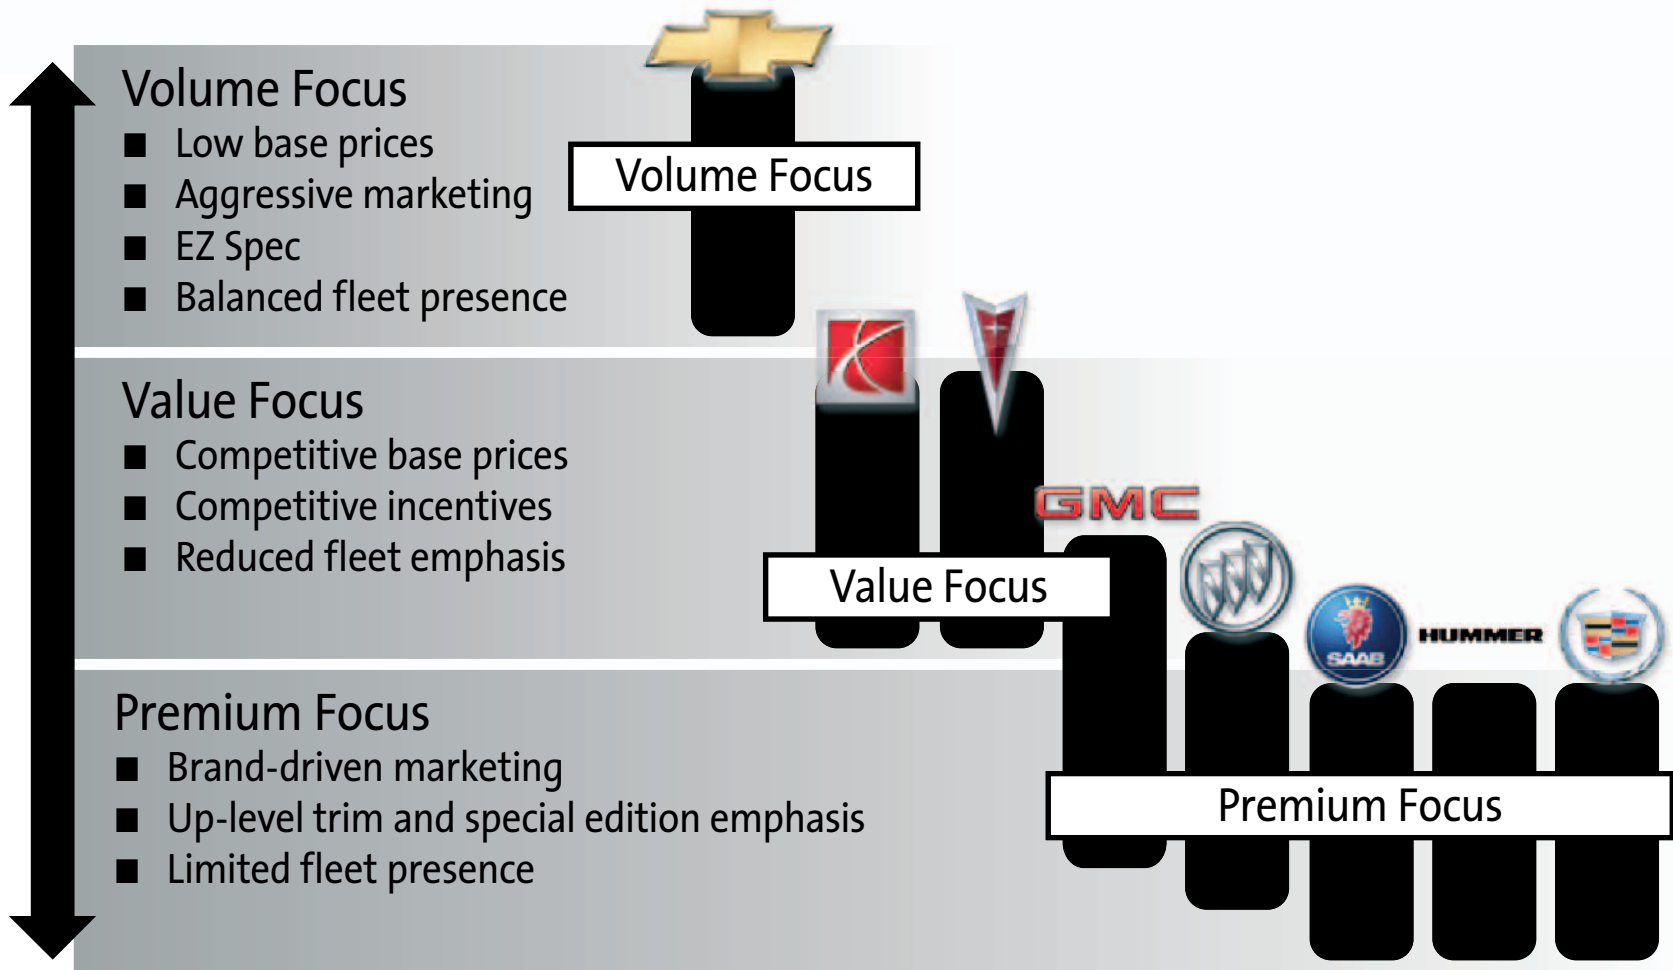 Volume Focus
Low base prices
Aggressive marketing
EZ Spec
Balanced fleet presence
Volume Focus
Value Focus
Competitive base prices
Competitive incentives
Reduced fleet emphasis
Value Focus
GMC
SAAB
HUMMER
Premium Focus
Brand-driven marketing
Up-level trim and special edition emphasis
Limited fleet presence
Premium Focus